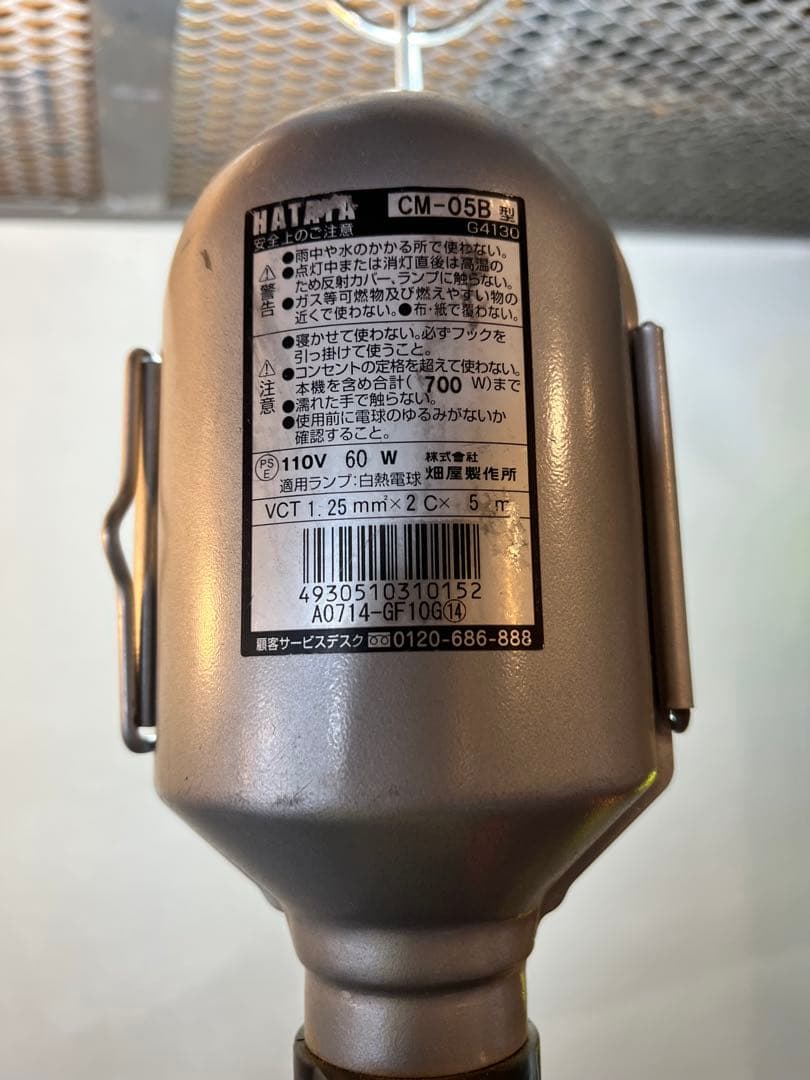 HATAYA CM-05B型
安全上のご注意 G4130
警告
●雨中や水のかかる所で使わない。
●点灯中または消灯直後は高温の
ため反射カバー、ランプに触らない。
●ガス等可燃物及び燃えやすい物の
近くで使わない。●布・紙で覆わない。
注意
●寝かせて使わない。必ずフックを
引っ掛けて使うこと。
●コンセントの定格を超えて使わない。
本機を含め合計( 700 W)まで
●濡れた手で触らない。
●使用前に電球のゆるみがないか
確認すること。
PSE 110V 60 W 株式會社
適用ランプ:白熱電球 畑屋製作所
VCT 1.25 mm²×2 C× 5 m
4930510310152
A0714-GF10G⑭
顧客サービスデスク 0120-686-888